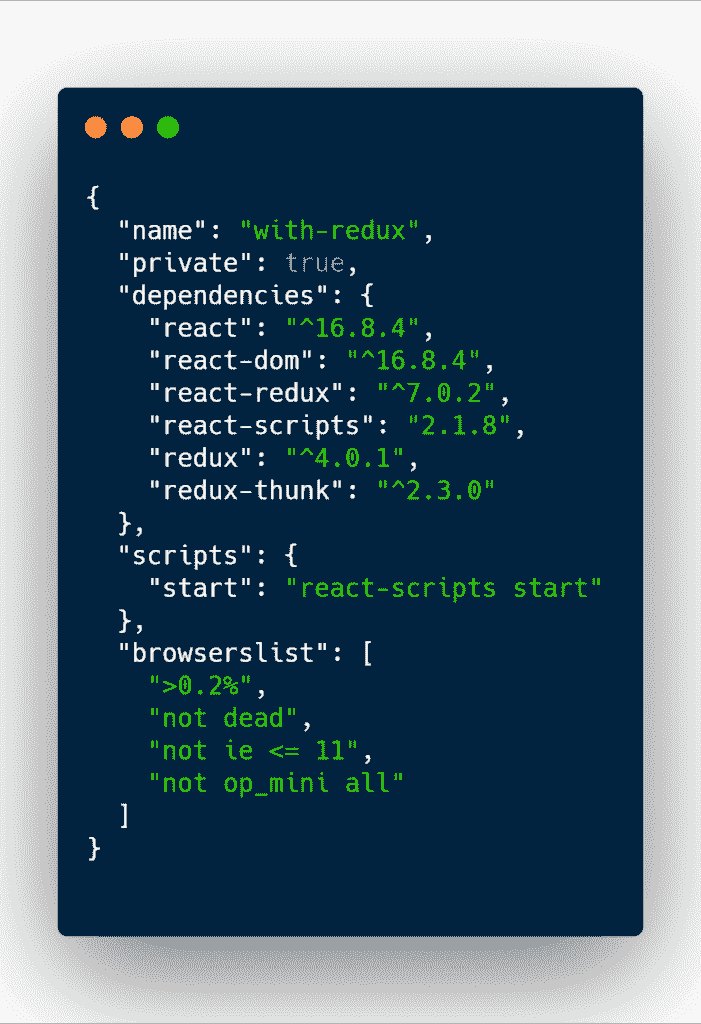 {
  "name": "with-redux",
  "private": true,
  "dependencies": {
    "react": "^16.8.4",
    "react-dom": "^16.8.4",
    "react-redux": "^7.0.2",
    "react-scripts": "2.1.8",
    "redux": "^4.0.1",
    "redux-thunk": "^2.3.0"
  },
  "scripts": {
    "start": "react-scripts start"
  },
  "browserslist": [
    ">0.2%",
    "not dead",
    "not ie <= 11",
    "not op_mini all"
  ]
}